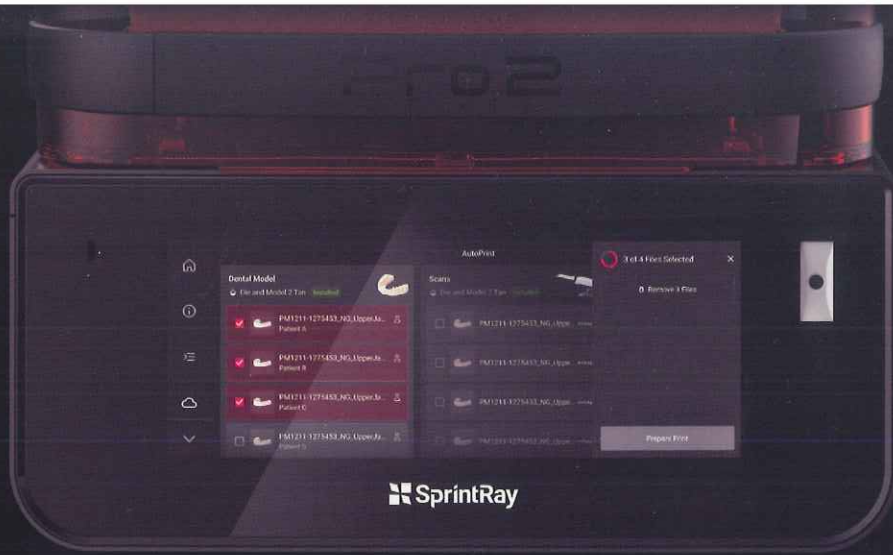 Pro2
AutoPrint
Dental Model
Die and Model 2 Tan Installed
PM1211-1275453_NG_UpperJa...
Patient A
PM1211-1275453_NG_UpperJa...
Patient B
PM1211-1275453_NG_UpperJa...
Patient C
PM1211-1275453_NG_UpperJa...
Patient D
Scans
Die and Model 2 Tan
PM1211-1275453_NG_Upper...
PM1211-1275453_NG_Upper...
PM1211-1275453_NG_Upper...
PM1211-1275453_NG_Upper...
3 of 4 Files Selected
Remove 3 Files
Prepare Print
SprintRay